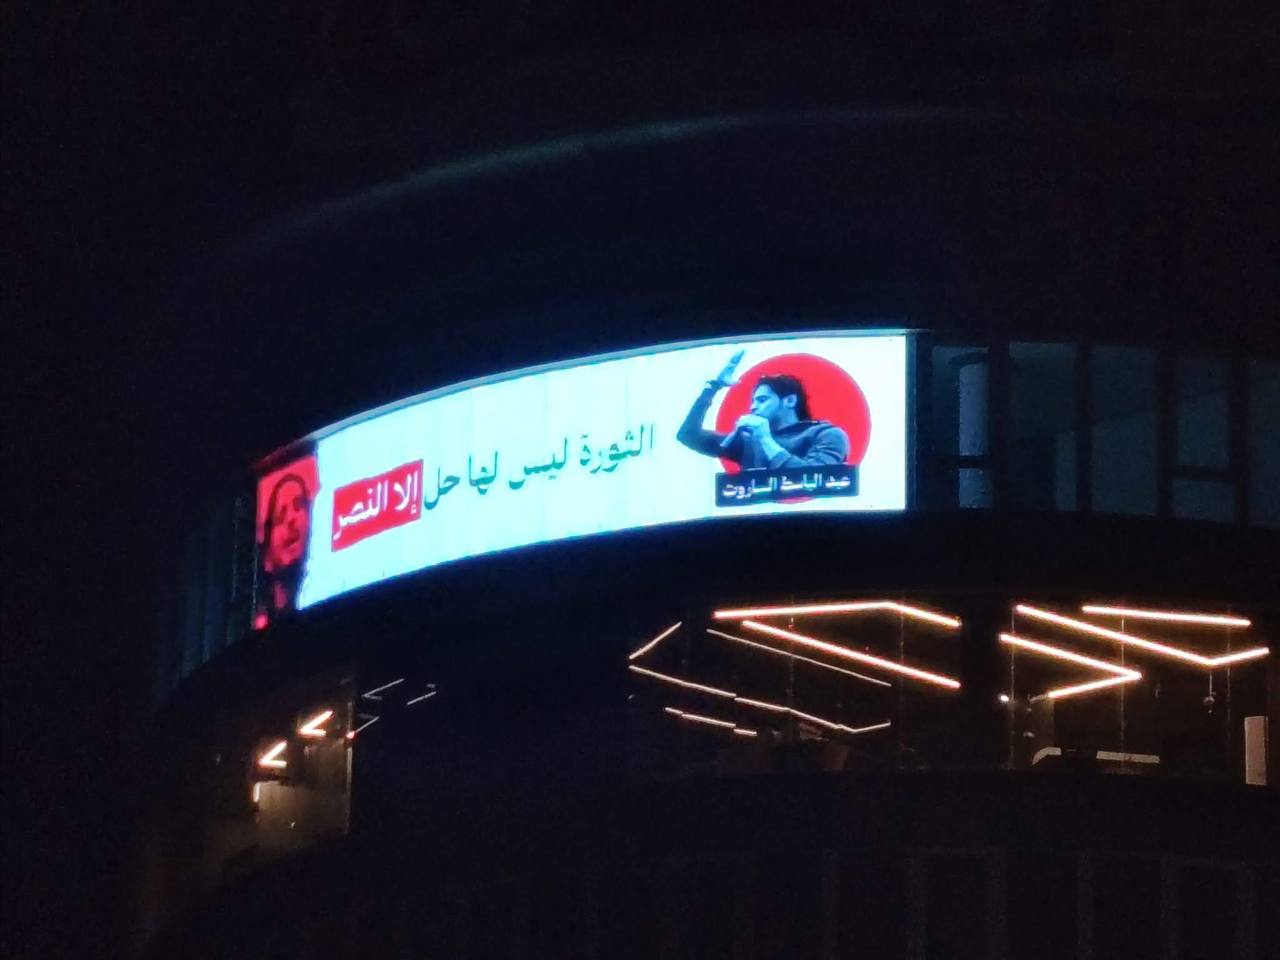 الثورة ليس لها حل إلا النصر
عبد الباسط الساروت